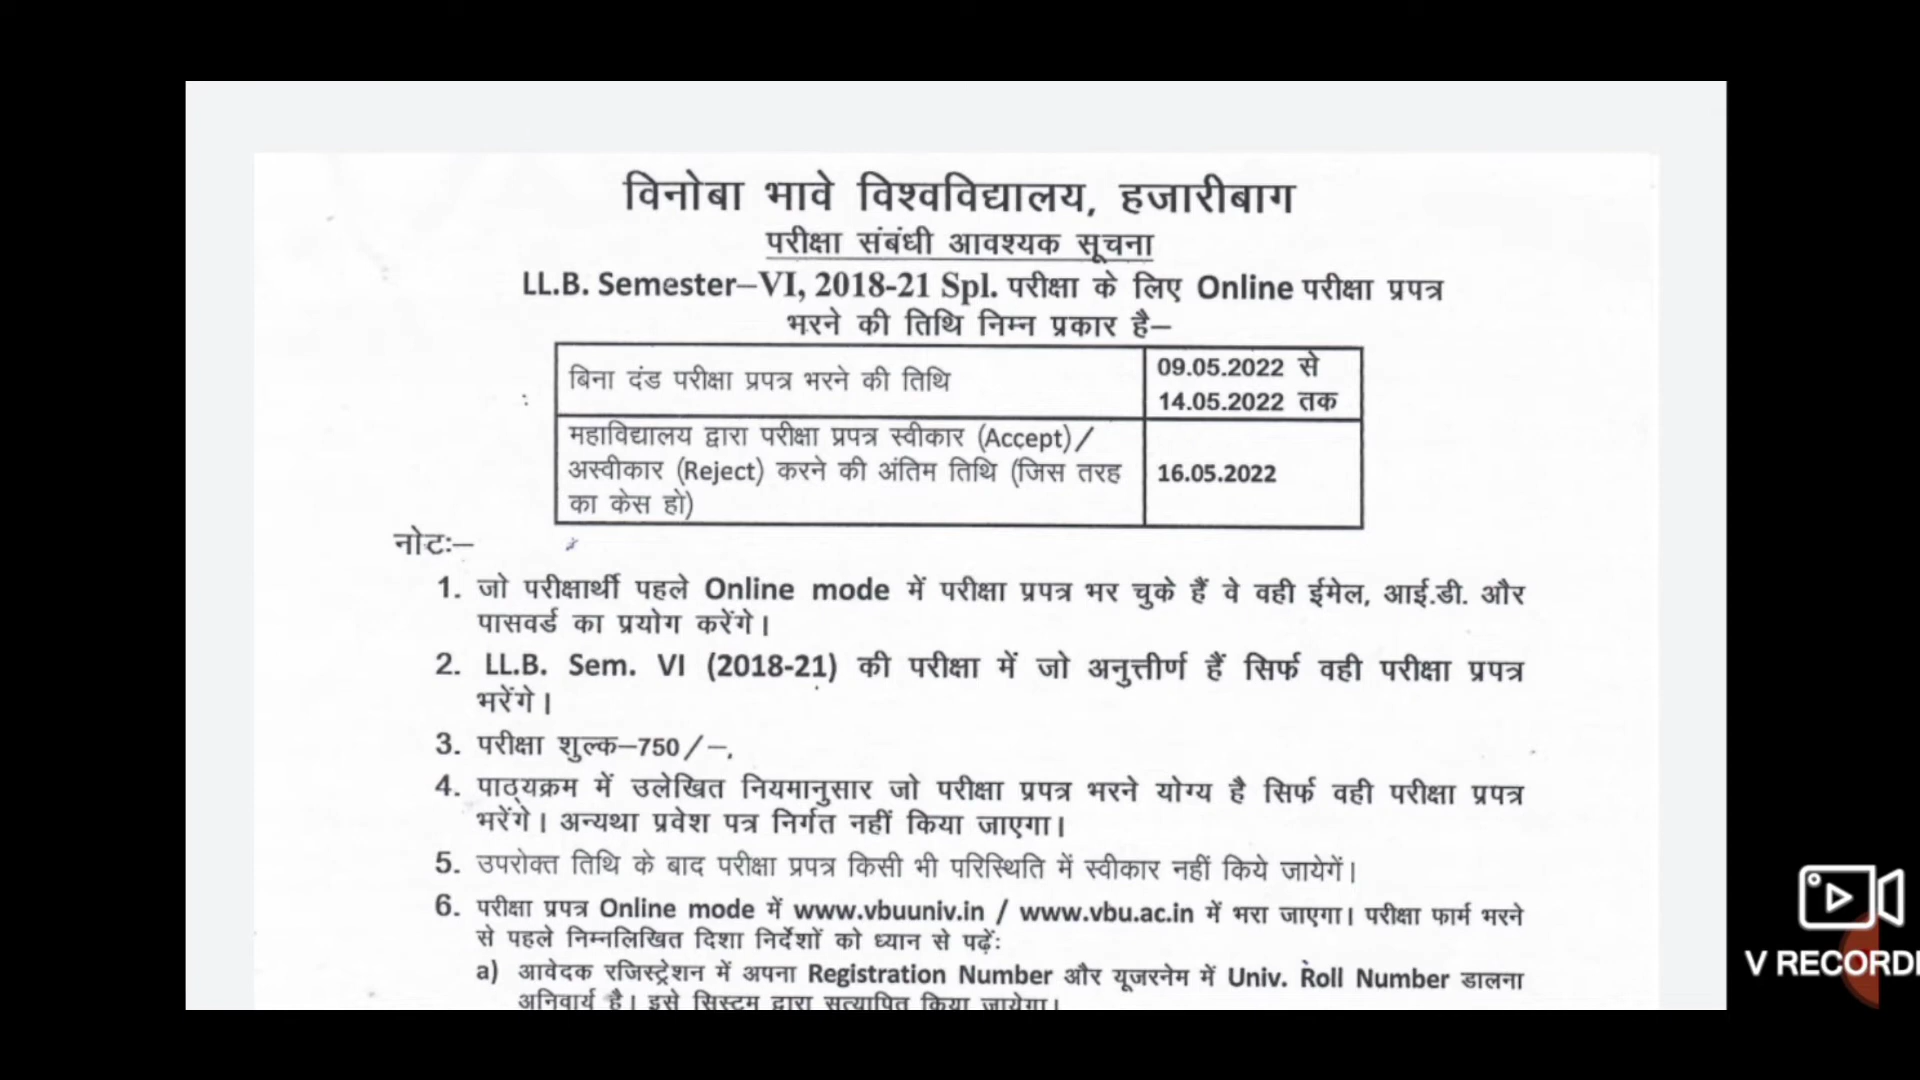 विनोबा भावे विश्वविद्यालय, हजारीबाग
परीक्षा संबंधी आवश्यक सूचना
LL.B. Semester–VI, 2018-21 Spl. परीक्षा के लिए Online परीक्षा प्रपत्र
भरने की तिथि निम्न प्रकार है–
बिना दंड परीक्षा प्रपत्र भरने की तिथि
09.05.2022 से
14.05.2022 तक
महाविद्यालय द्वारा परीक्षा प्रपत्र स्वीकार (Accept)/
अस्वीकार (Reject) करने की अंतिम तिथि (जिस तरह
का केस हो)
16.05.2022
नोटः–
1. जो परीक्षार्थी पहले Online mode में परीक्षा प्रपत्र भर चुके हैं वे वही ईमेल, आई.डी. और
पासवर्ड का प्रयोग करेंगे।
2. LL.B. Sem. VI (2018-21) की परीक्षा में जो अनुत्तीर्ण हैं सिर्फ वही परीक्षा प्रपत्र
भरेंगे।
3. परीक्षा शुल्क–750/–.
4. पाठ्यक्रम में उलेखित नियमानुसार जो परीक्षा प्रपत्र भरने योग्य है सिर्फ वही परीक्षा प्रपत्र
भरेंगे। अन्यथा प्रवेश पत्र निर्गत नहीं किया जाएगा।
5. उपरोक्त तिथि के बाद परीक्षा प्रपत्र किसी भी परिस्थिति में स्वीकार नहीं किये जायेगें।
6. परीक्षा प्रपत्र Online mode में www.vbuuniv.in / www.vbu.ac.in में भरा जाएगा। परीक्षा फार्म भरने
से पहले निम्नलिखित दिशा निर्देशों को ध्यान से पढ़ेंः
a) आवेदक रजिस्ट्रेशन में अपना Registration Number और यूजरनेम में Univ. Roll Number डालना
अनिवार्य है। इसे सिस्टम द्वारा सत्यापित किया जायेगा।
V RECORD